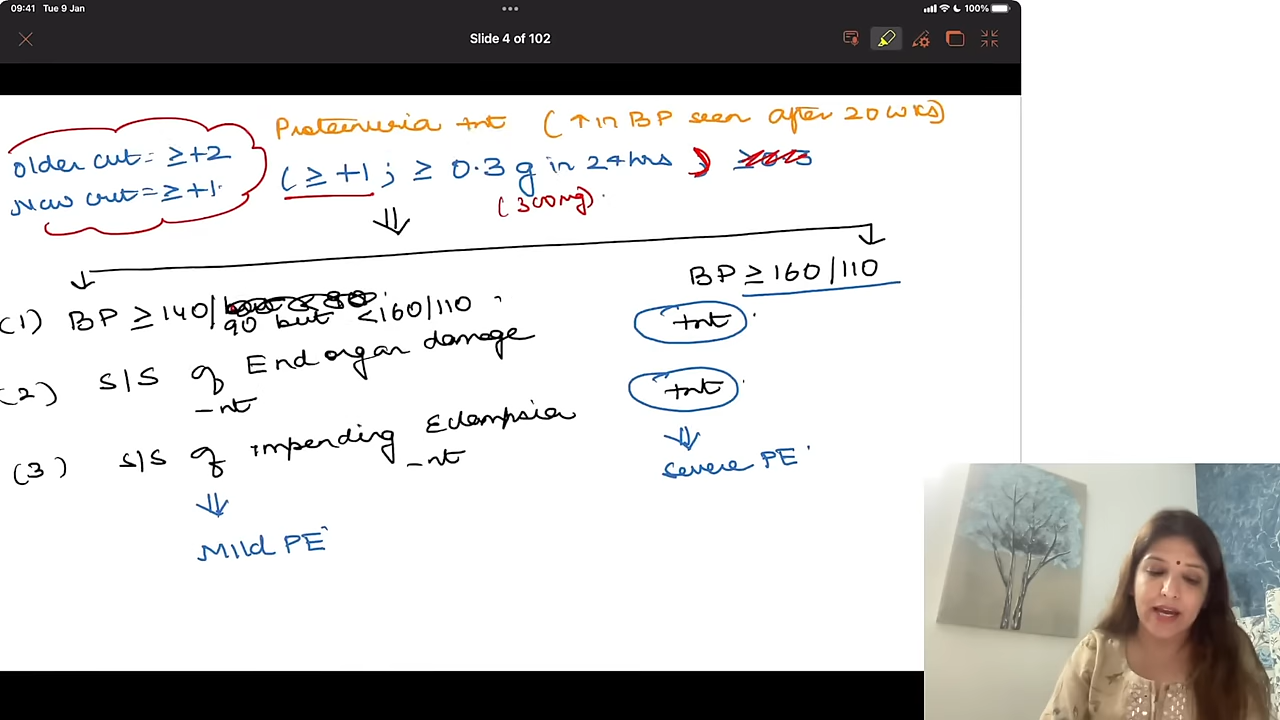 09:41 Tue 9 Jan
100%
Slide 4 of 102
Proteinuria +nt (↑ in BP seen after 20 wks)
Older cut = ≥+2
New cut = ≥+1
(≥ +1 ; ≥ 0.3 g in 24 hrs )
(300mg)
⇓
BP ≥ 160/110
(1) BP ≥ 140/90 but <160/110
+nt
(2) S/S of End organ damage
-nt
+nt
(3) S/S of impending Eclampsia
-nt
⇓
severe PE
⇓
Mild PE